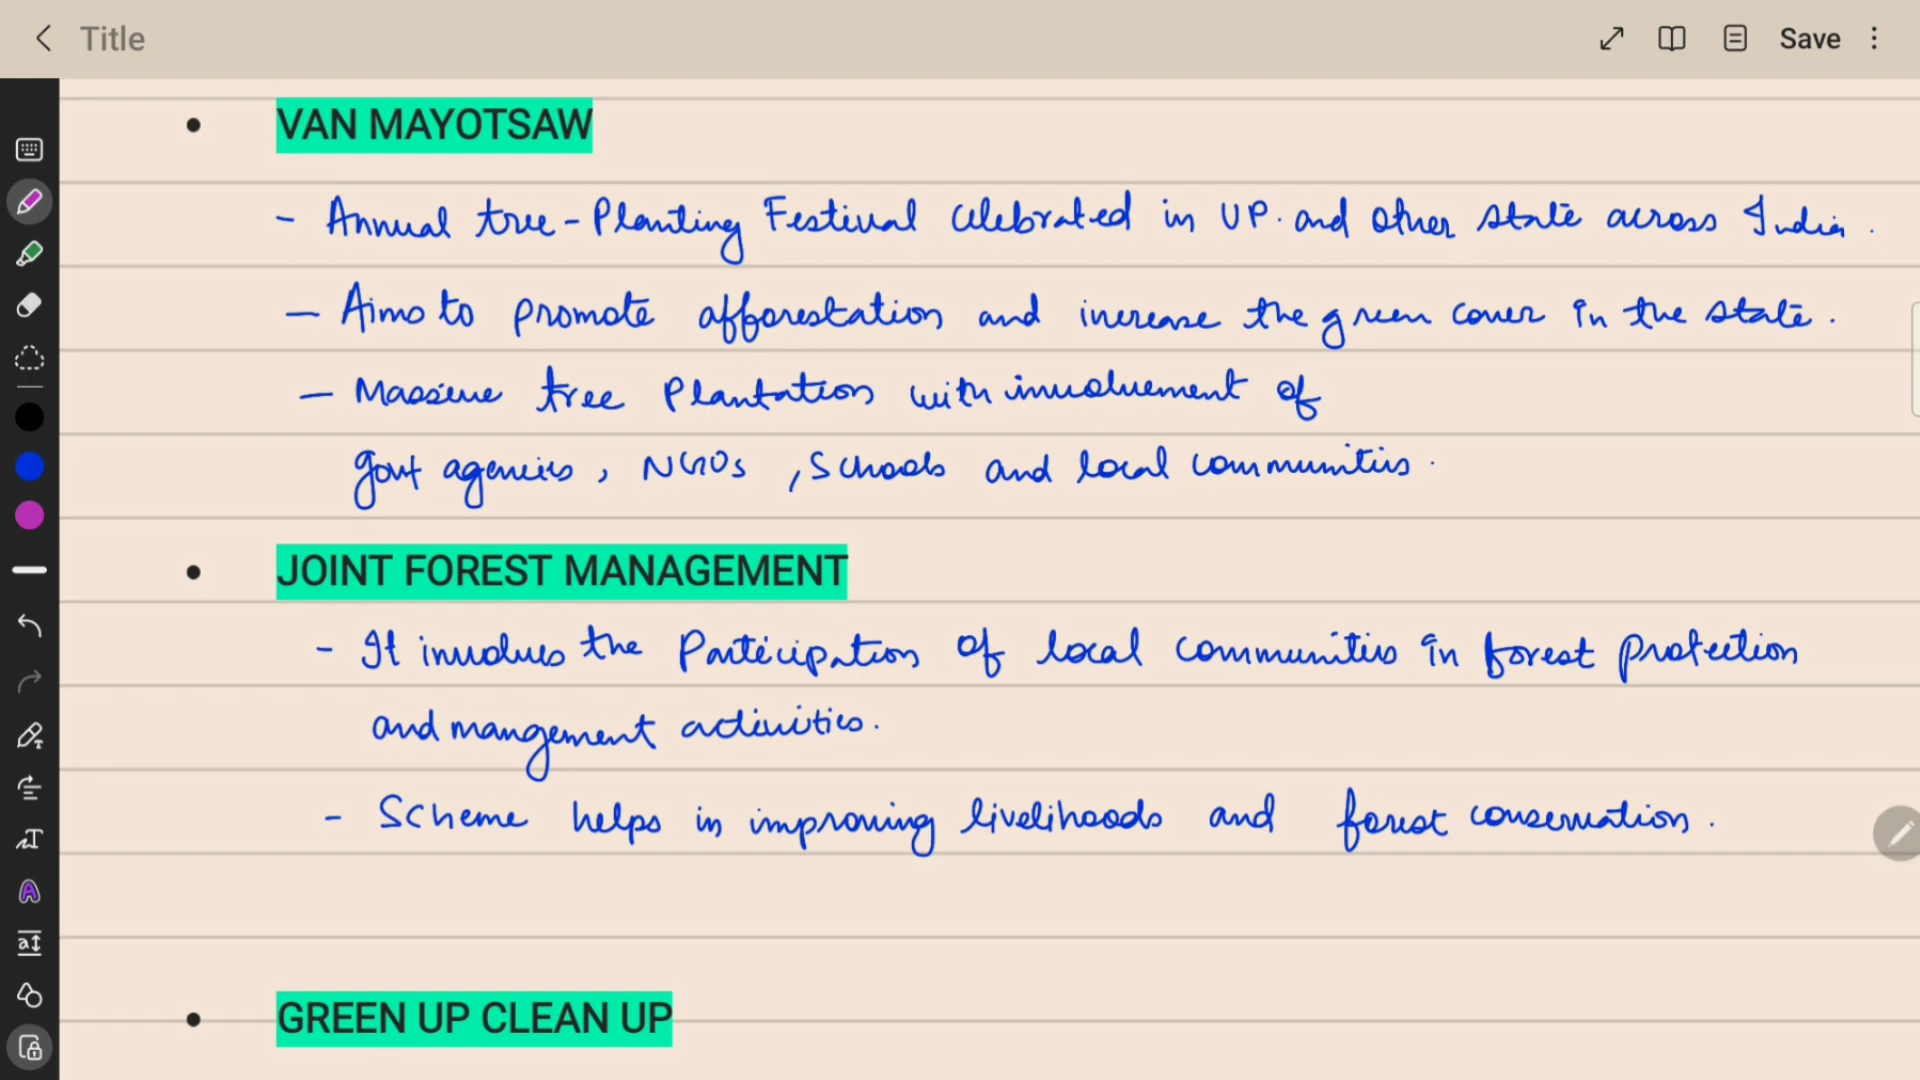 Title
Save
• VAN MAYOTSAW
- Annual tree-Planting Festival celebrated in UP. and other state across India.
- Aims to promote afforestation and increase the green cover in the state.
- Massive tree Plantation with involvement of
govt agencies, NGOs, Schools and local communities.
• JOINT FOREST MANAGEMENT
- It involves the Participation of local communities in forest protection
and mangement activities.
- Scheme helps in improving livelihoods and forest conservation.
• GREEN UP CLEAN UP